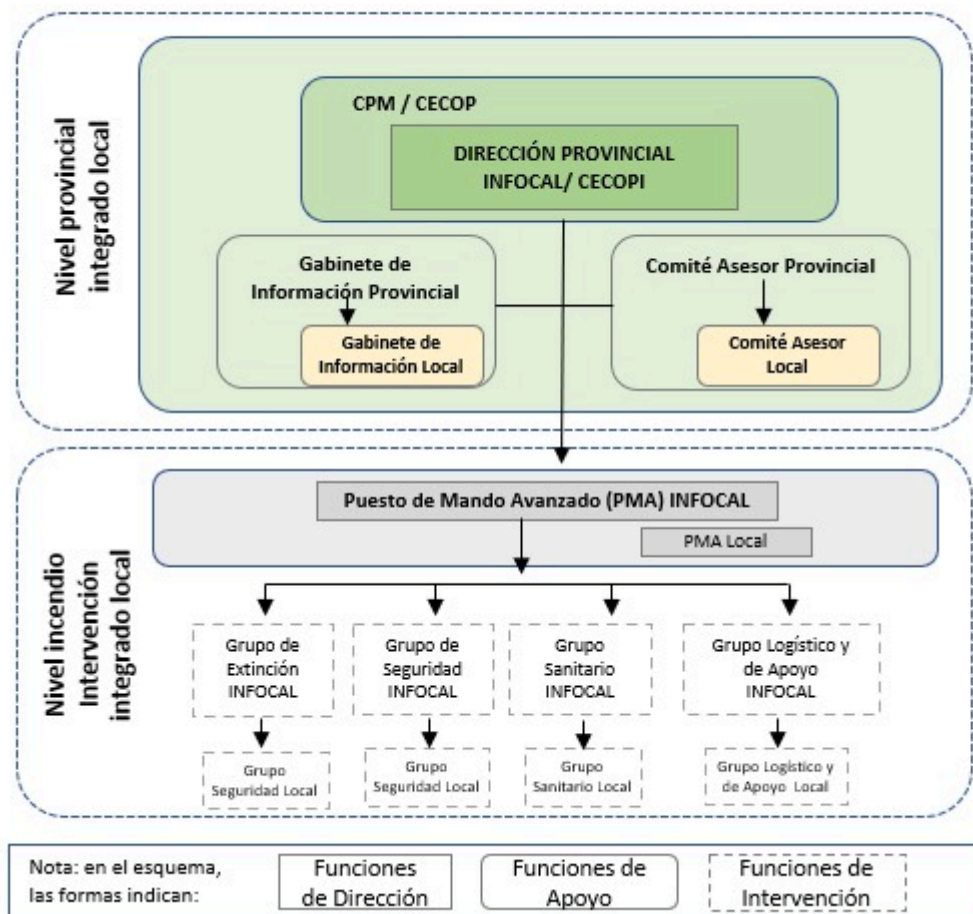 Nivel provincial
integrado local
CPM / CECOP
DIRECCIÓN PROVINCIAL
INFOCAL/ CECOPI
Gabinete de
Información Provincial
Gabinete de
Información Local
Comité Asesor Provincial
Comité Asesor
Local
Nivel incendio
Intervención
integrado local
Puesto de Mando Avanzado (PMA) INFOCAL
PMA Local
Grupo de
Extinción
INFOCAL
Grupo de
Seguridad
INFOCAL
Grupo
Sanitario
INFOCAL
Grupo Logístico y
de Apoyo
INFOCAL
Grupo
Seguridad Local
Grupo
Seguridad Local
Grupo
Sanitario Local
Grupo Logístico y
de Apoyo Local
Nota: en el esquema,
las formas indican:
Funciones
de Dirección
Funciones de
Apoyo
Funciones de
Intervención